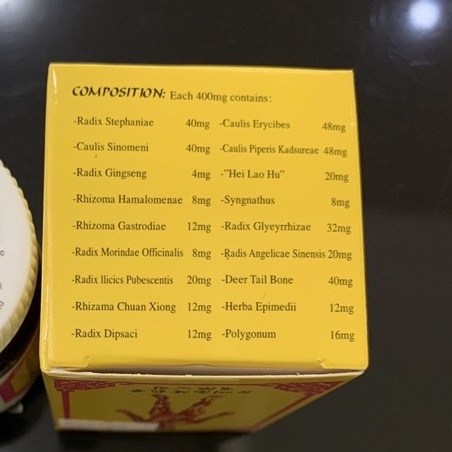 COMPOSITION: Each 400mg contains:
-Radix Stephaniae 40mg -Caulis Erycibes 48mg
-Caulis Sinomeni 40mg -Caulis Piperis Kadsureae 48mg
-Radix Gingseng 4mg -"Hei Lao Hu" 20mg
-Rhizoma Hamalomenae 8mg -Syngnathus 8mg
-Rhizoma Gastrodiae 12mg -Radix Glyeyrrhizae 32mg
-Radix Morindae Officinalis 8mg -Radis Angelicae Sinensis 20mg
-Radix llicics Pubescentis 20mg -Deer Tail Bone 40mg
-Rhizama Chuan Xiong 12mg -Herba Epimedii 12mg
-Radix Dipsaci 12mg -Polygonum 16mg